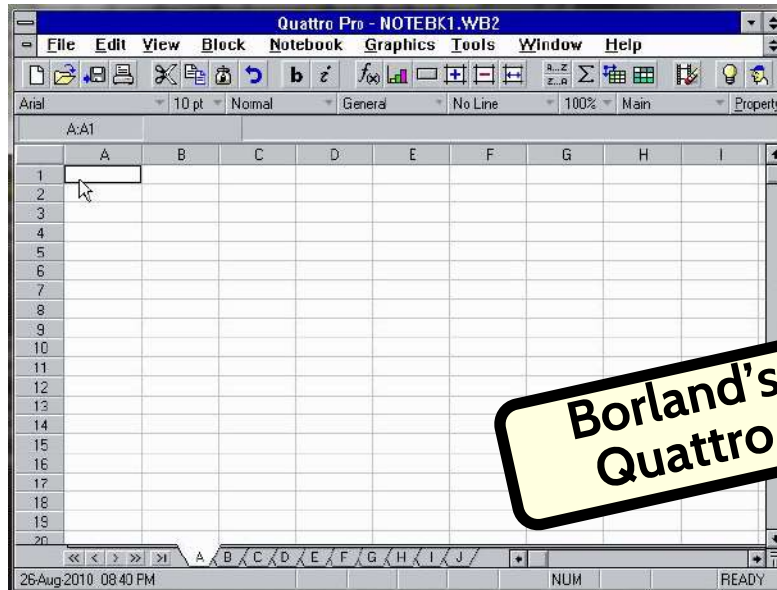 Quattro Pro - NOTEBK1.WB2
File Edit View Block Notebook Graphics Tools Window Help
b i f(x) A..Z Z..A Σ
Arial 10 pt Normal General No Line 100% Main Property
A:A1
A B C D E F G H I
1
2
3
4
5
6
7
8
9
10
11
12
13
14
15
16
17
18
19
20
Borland's
Quattro
A B C D E F G H I J
26-Aug-2010 08:40 PM NUM READY